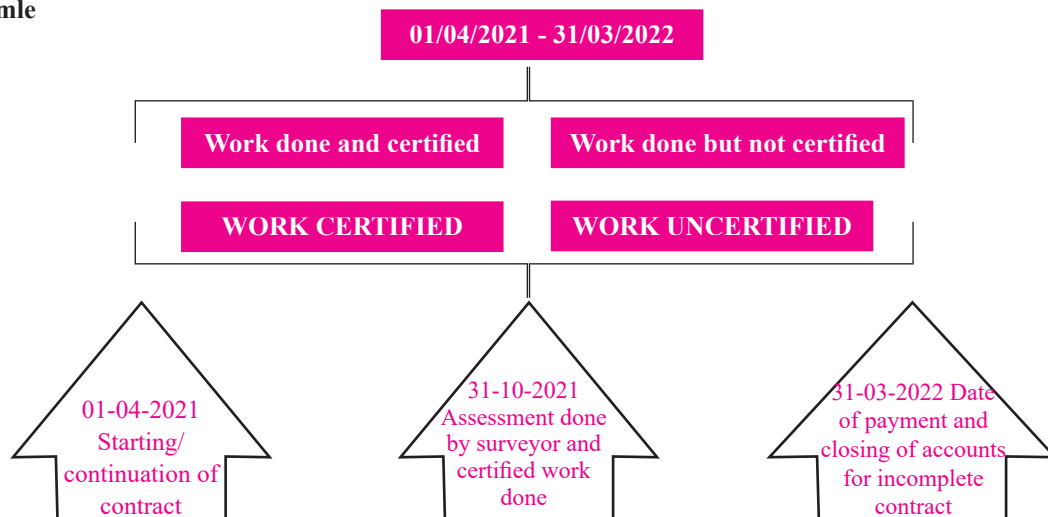 01/04/2021 - 31/03/2022
Work done and certified
Work done but not certified
WORK CERTIFIED
WORK UNCERTIFIED
01-04-2021
Starting/
continuation of
contract
31-10-2021
Assessment done
by surveyor and
certified work
done
31-03-2022 Date
of payment and
closing of accounts
for incomplete
contract